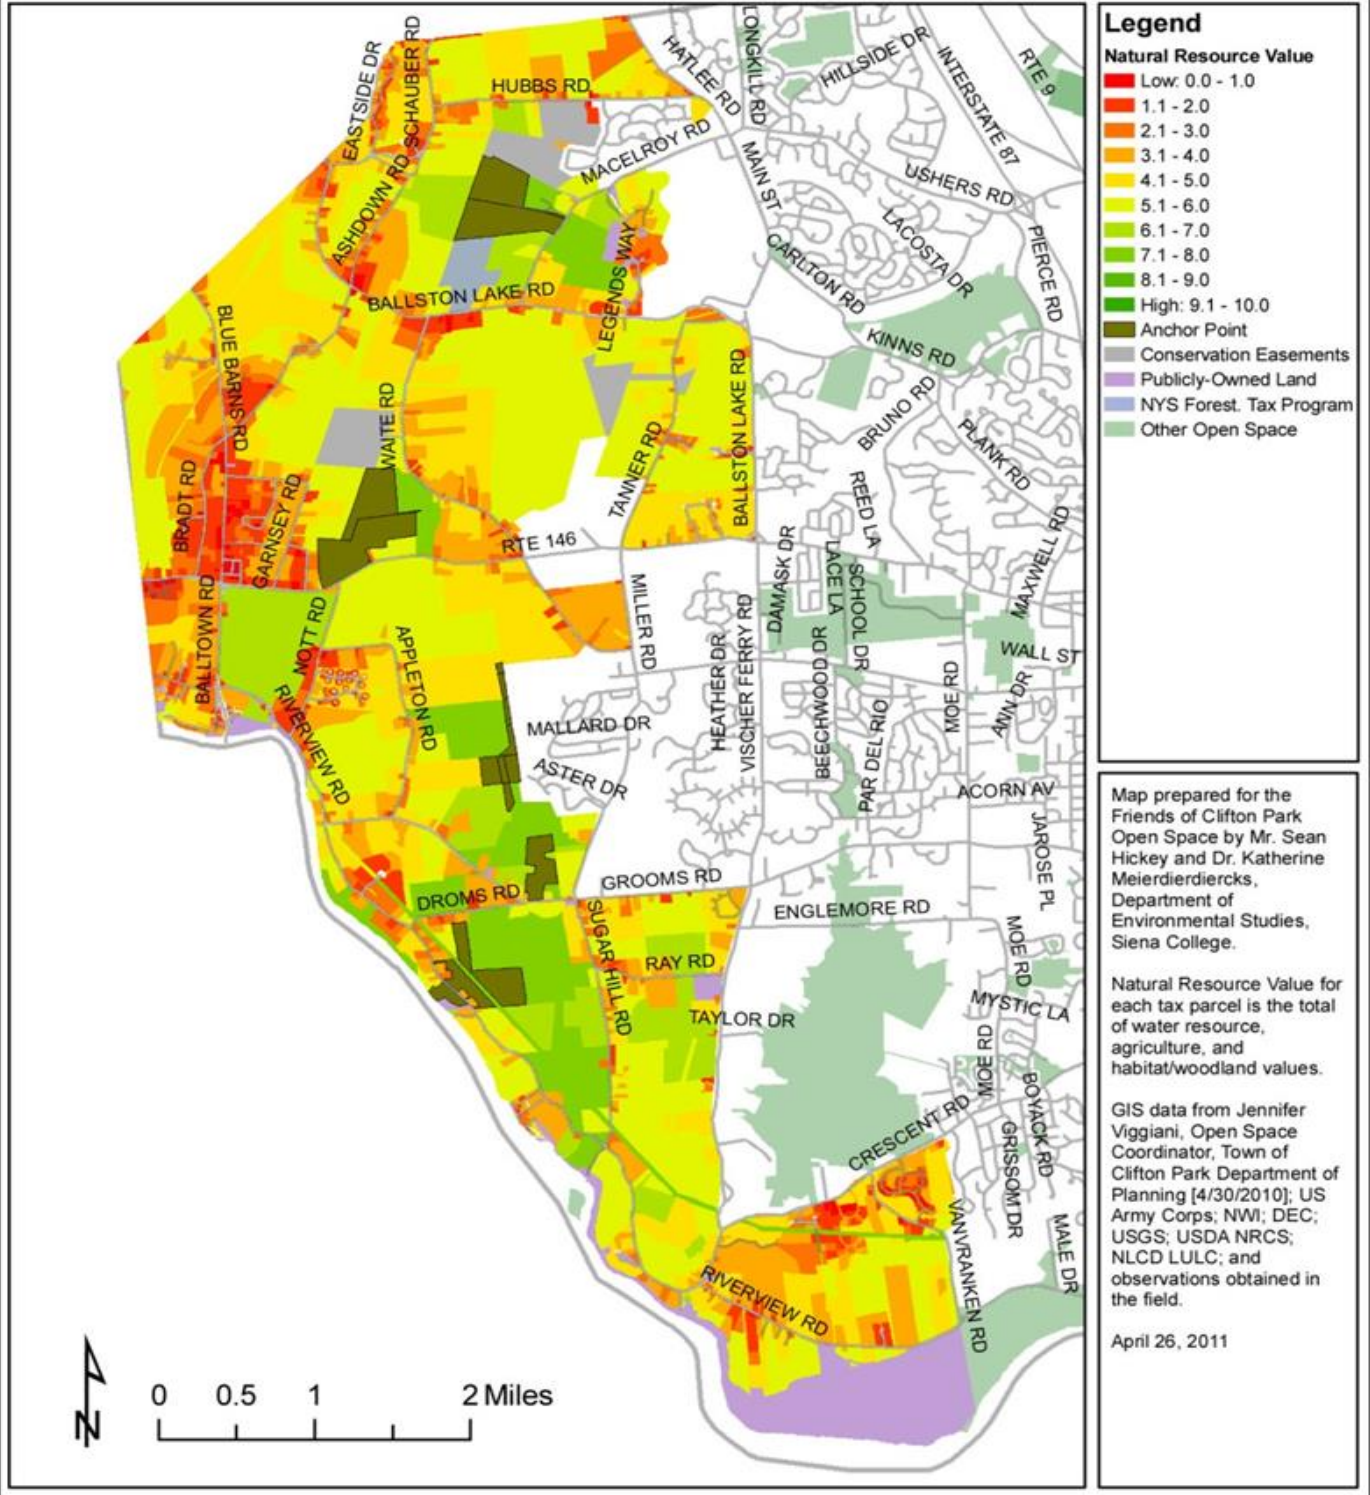 EASTSIDE DR
SCHAUBER RD
HUBBS RD
HATLEE RD
LONGKILL RD
HILLSIDE DR
INTERSTATE 87
RTE 9
MACELROY RD
MAIN ST
USHERS RD
ASHDOWN RD
LEGENDS WAY
CARLTON RD
LACOSTA DR
PIERCE RD
BALLSTON LAKE RD
BLUE BARNS RD
KINNS RD
WAITE RD
BALLSTON LAKE RD
BRUNO RD
PLANK RD
TANNER RD
BRADT RD
GARNSEY RD
REED LA
MAXWELL RD
RTE 146
DAMASK DR
LACE LA
SCHOOL DR
BALLTOWN RD
NOTT RD
MILLER RD
APPLETON RD
HEATHER DR
VISCHER FERRY RD
BEECHWOOD DR
WALL ST
MOE RD
ANN DR
RIVERVIEW RD
MALLARD DR
PAR DEL RIO
ASTER DR
ACORN AV
JAROSE PL
DROMS RD
GROOMS RD
ENGLEMORE RD
SUGAR HILL RD
RAY RD
MOE RD
TAYLOR DR
MYSTIC LA
MOE RD
BOYACK RD
CRESCENT RD
GRISSOM DR
VANVRANKEN RD
MALE DR
RIVERVIEW RD
N
0 0.5 1 2 Miles
Legend
Natural Resource Value
Low: 0.0 - 1.0
1.1 - 2.0
2.1 - 3.0
3.1 - 4.0
4.1 - 5.0
5.1 - 6.0
6.1 - 7.0
7.1 - 8.0
8.1 - 9.0
High: 9.1 - 10.0
Anchor Point
Conservation Easements
Publicly-Owned Land
NYS Forest. Tax Program
Other Open Space
Map prepared for the
Friends of Clifton Park
Open Space by Mr. Sean
Hickey and Dr. Katherine
Meierdierdiercks,
Department of
Environmental Studies,
Siena College.
Natural Resource Value for
each tax parcel is the total
of water resource,
agriculture, and
habitat/woodland values.
GIS data from Jennifer
Viggiani, Open Space
Coordinator, Town of
Clifton Park Department of
Planning [4/30/2010]; US
Army Corps; NWI; DEC;
USGS; USDA NRCS;
NLCD LULC; and
observations obtained in
the field.
April 26, 2011